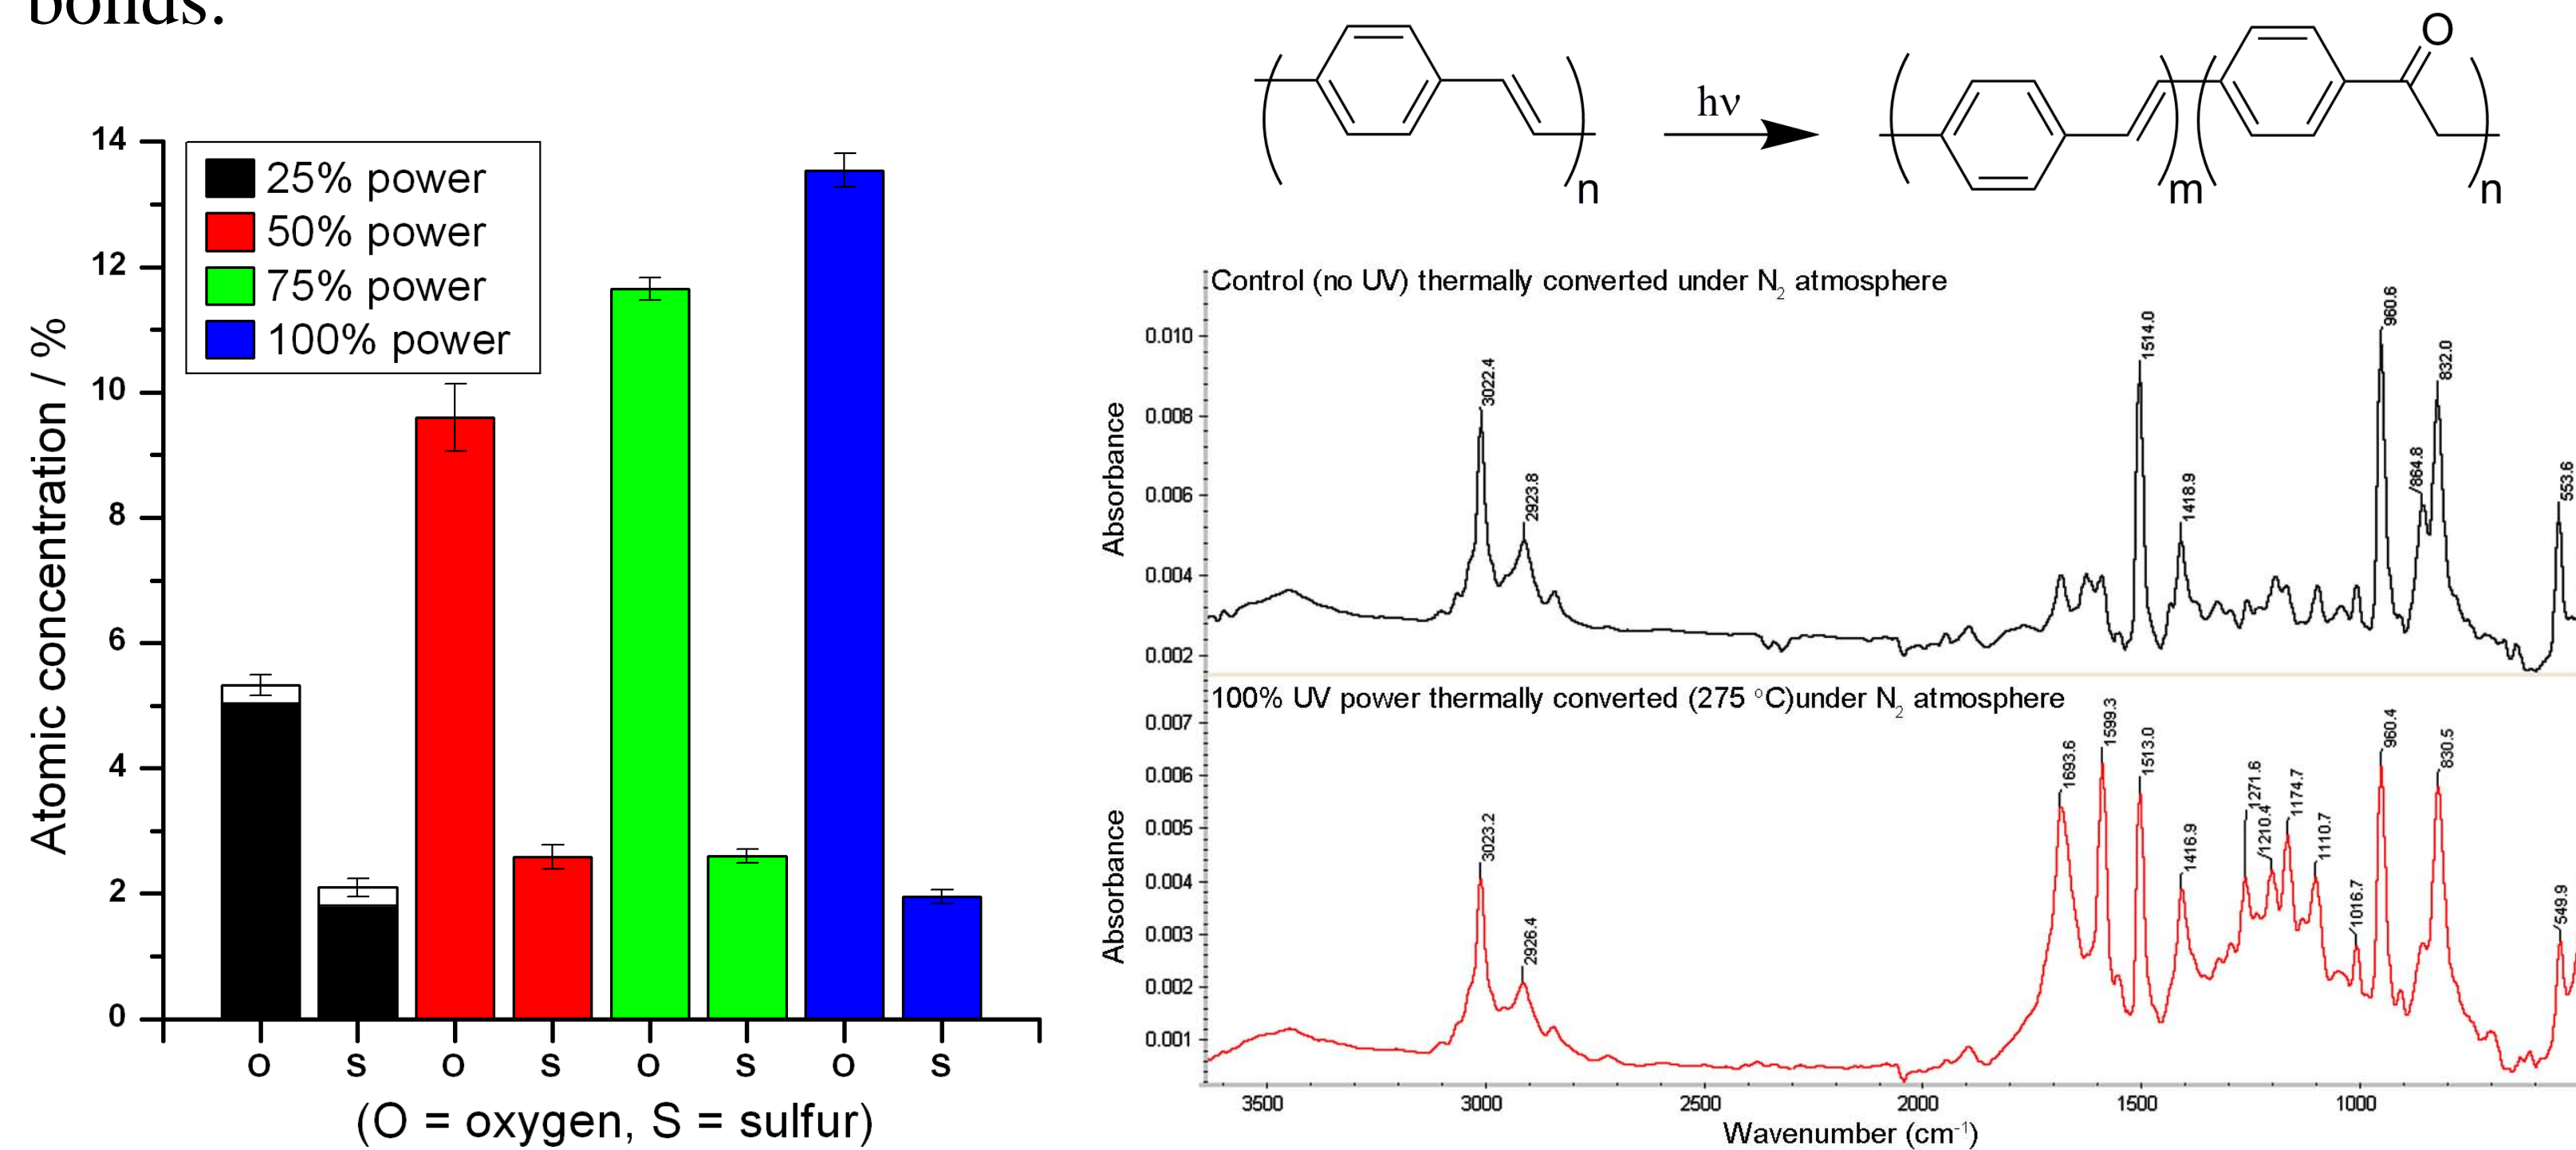 bonds.
14
12
10
8
6
4
2
0
Atomic concentration / %
25% power
50% power
75% power
100% power
O S O S O S O S
(O = oxygen, S = sulfur)
n
hν
m
O
n
Control (no UV) thermally converted under N2 atmosphere
Absorbance
0.010
0.008
0.006
0.004
0.002
3022.4
2923.8
1514.0
1418.9
960.6
864.8
832.0
553.6
100% UV power thermally converted (275 °C)under N2 atmosphere
Absorbance
0.007
0.006
0.005
0.004
0.003
0.002
0.001
3023.2
2926.4
1693.6
1599.3
1513.0
1416.9
1271.6
1210.4
1174.7
1110.7
1016.7
960.4
830.5
549.9
3500 3000 2500 2000 1500 1000
Wavenumber (cm-1)